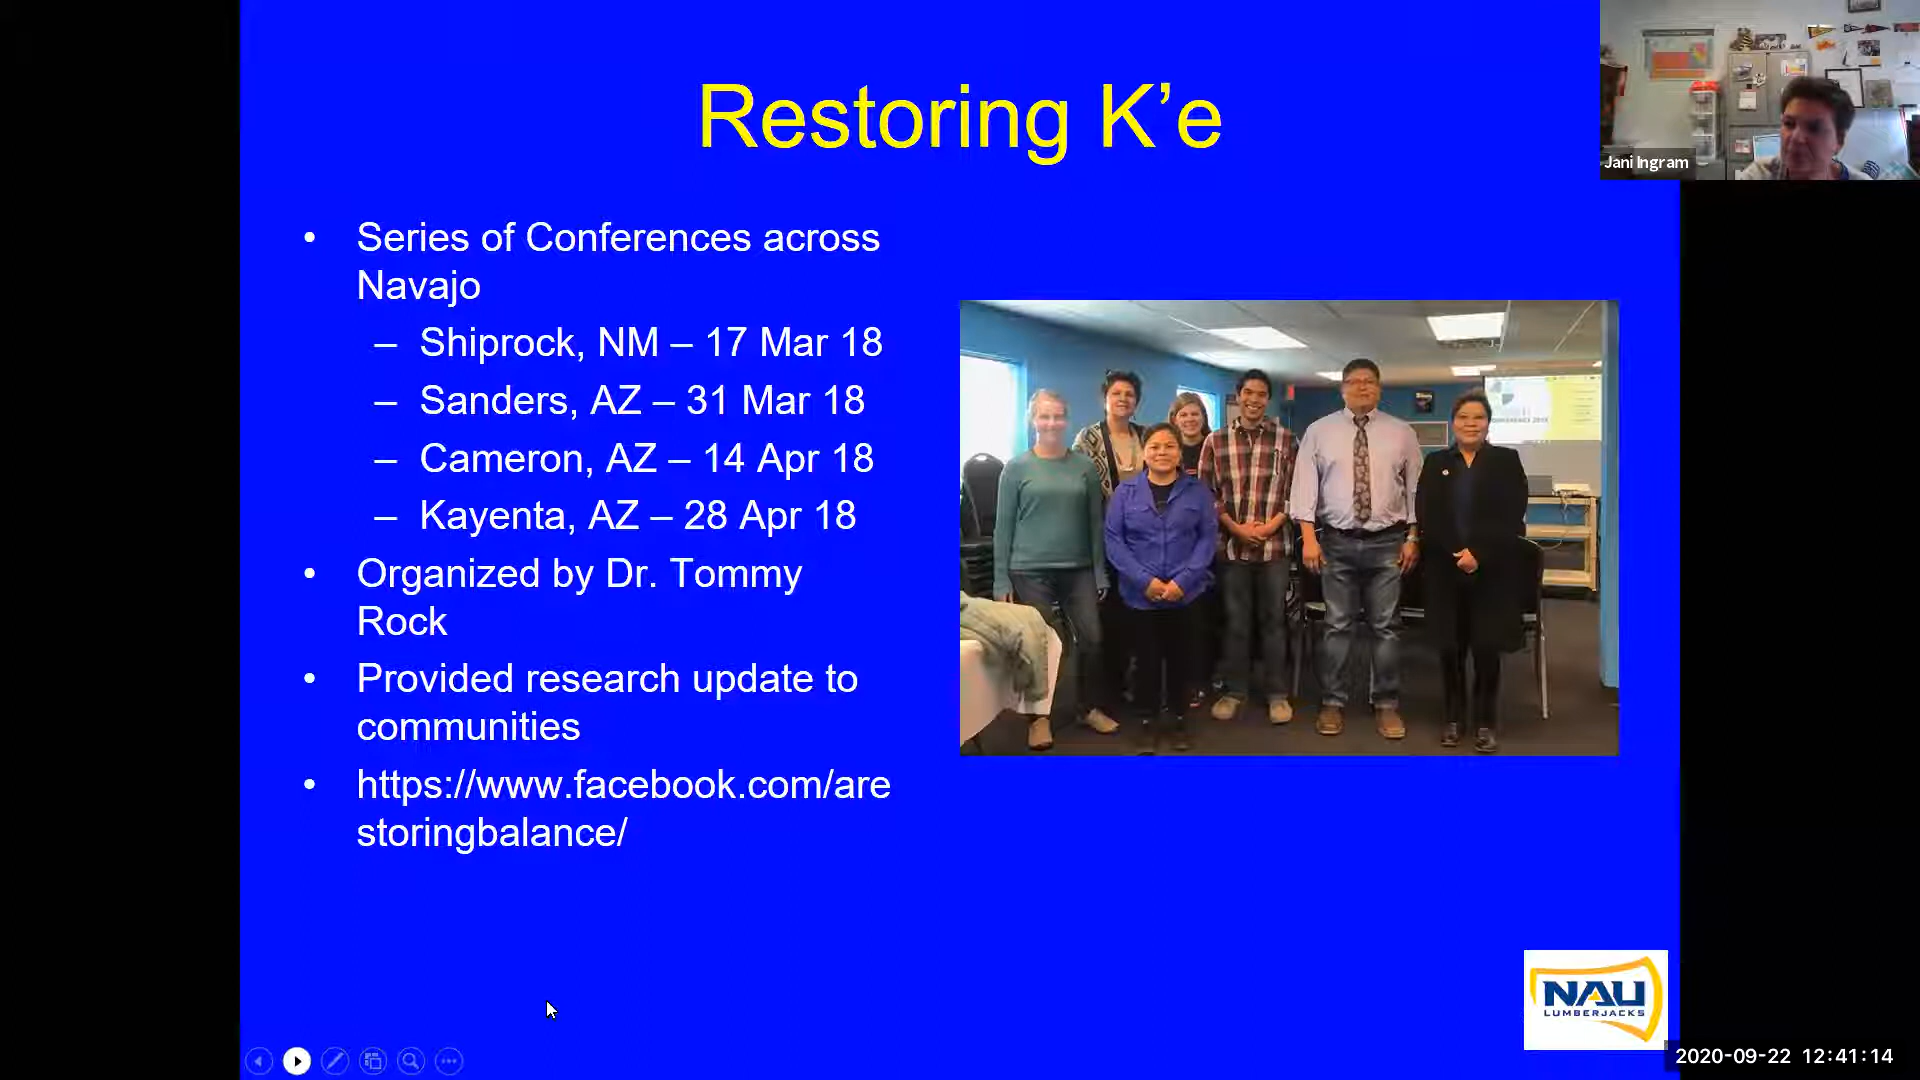 Restoring K’e
Jani Ingram
• Series of Conferences across
Navajo
– Shiprock, NM – 17 Mar 18
– Sanders, AZ – 31 Mar 18
– Cameron, AZ – 14 Apr 18
– Kayenta, AZ – 28 Apr 18
• Organized by Dr. Tommy
Rock
• Provided research update to
communities
• https://www.facebook.com/are
storingbalance/
NAU
LUMBERJACKS
2020-09-22 12:41:14